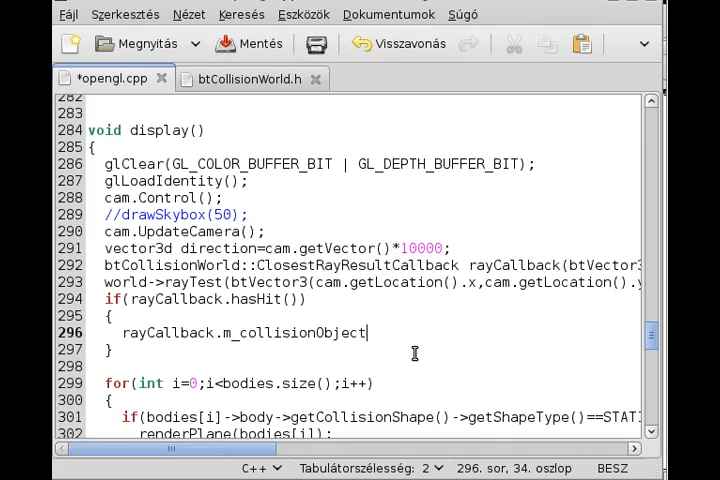 Fájl Szerkesztés Nézet Keresés Eszközök Dokumentumok Súgó
Megnyitás Mentés Visszavonás
*opengl.cpp btCollisionWorld.h
282
283
284 void display()
285 {
286 glClear(GL_COLOR_BUFFER_BIT | GL_DEPTH_BUFFER_BIT);
287 glLoadIdentity();
288 cam.Control();
289 //drawSkybox(50);
290 cam.UpdateCamera();
291 vector3d direction=cam.getVector()*10000;
292 btCollisionWorld::ClosestRayResultCallback rayCallback(btVector3
293 world->rayTest(btVector3(cam.getLocation().x,cam.getLocation().y
294 if(rayCallback.hasHit())
295 {
296 rayCallback.m_collisionObject
297 }
298
299 for(int i=0;i<bodies.size();i++)
300 {
301 if(bodies[i]->body->getCollisionShape()->getShapeType()==STATI
302 renderPlane(bodies[i]);
C++ Tabulátorszélesség: 2 296. sor, 34. oszlop BESZ